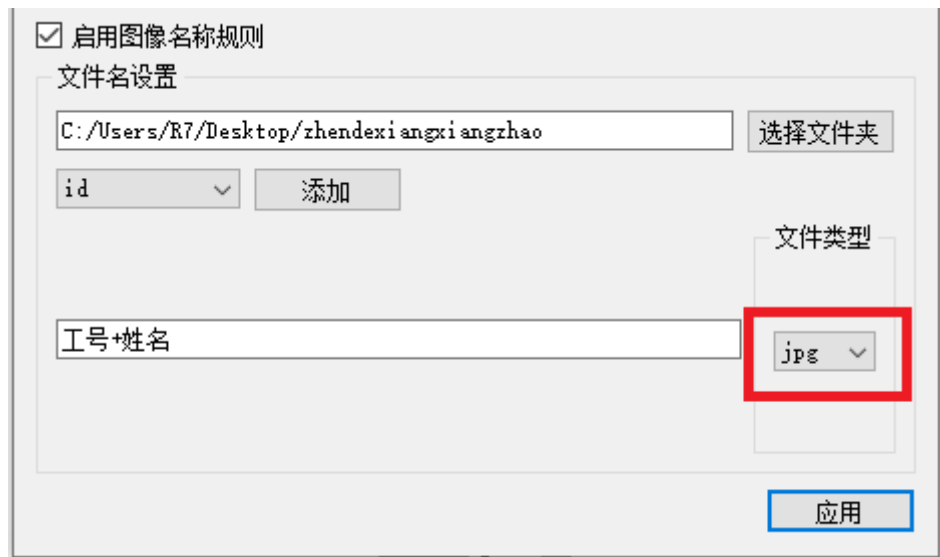 启用图像名称规则
文件名设置
C:/Users/R7/Desktop/zhendexiangxiangzhao
选择文件夹
id
添加
文件类型
工号+姓名
jpg
应用